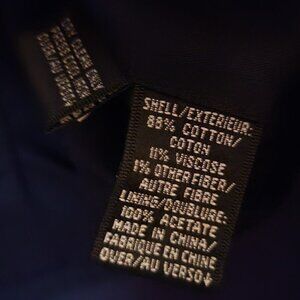 SHELL/EXTERIEUR:
88% COTTON/
COTON
11% VISCOSE
1% OTHER FIBER/
AUTRE FIBRE
LINING/DOUBLURE:
100% ACETATE
MADE IN CHINA/
FABRIQUE EN CHINE
OVER/AU VERSO↓